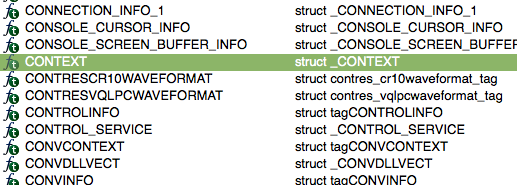 CONNECTION_INFO_1 struct _CONNECTION_INFO_1
CONSOLE_CURSOR_INFO struct _CONSOLE_CURSOR_INFO
CONSOLE_SCREEN_BUFFER_INFO struct _CONSOLE_SCREEN_BUFFER
CONTEXT struct _CONTEXT
CONTRESCR10WAVEFORMAT struct contres_cr10waveformat_tag
CONTRESVQLPCWAVEFORMAT struct contres_vqlpcwaveformat_tag
CONTROLINFO struct tagCONTROLINFO
CONTROL_SERVICE struct _CONTROL_SERVICE
CONVCONTEXT struct tagCONVCONTEXT
CONVDLLVECT struct _CONVDLLVECT
CONVINFO struct tagCONVINFO